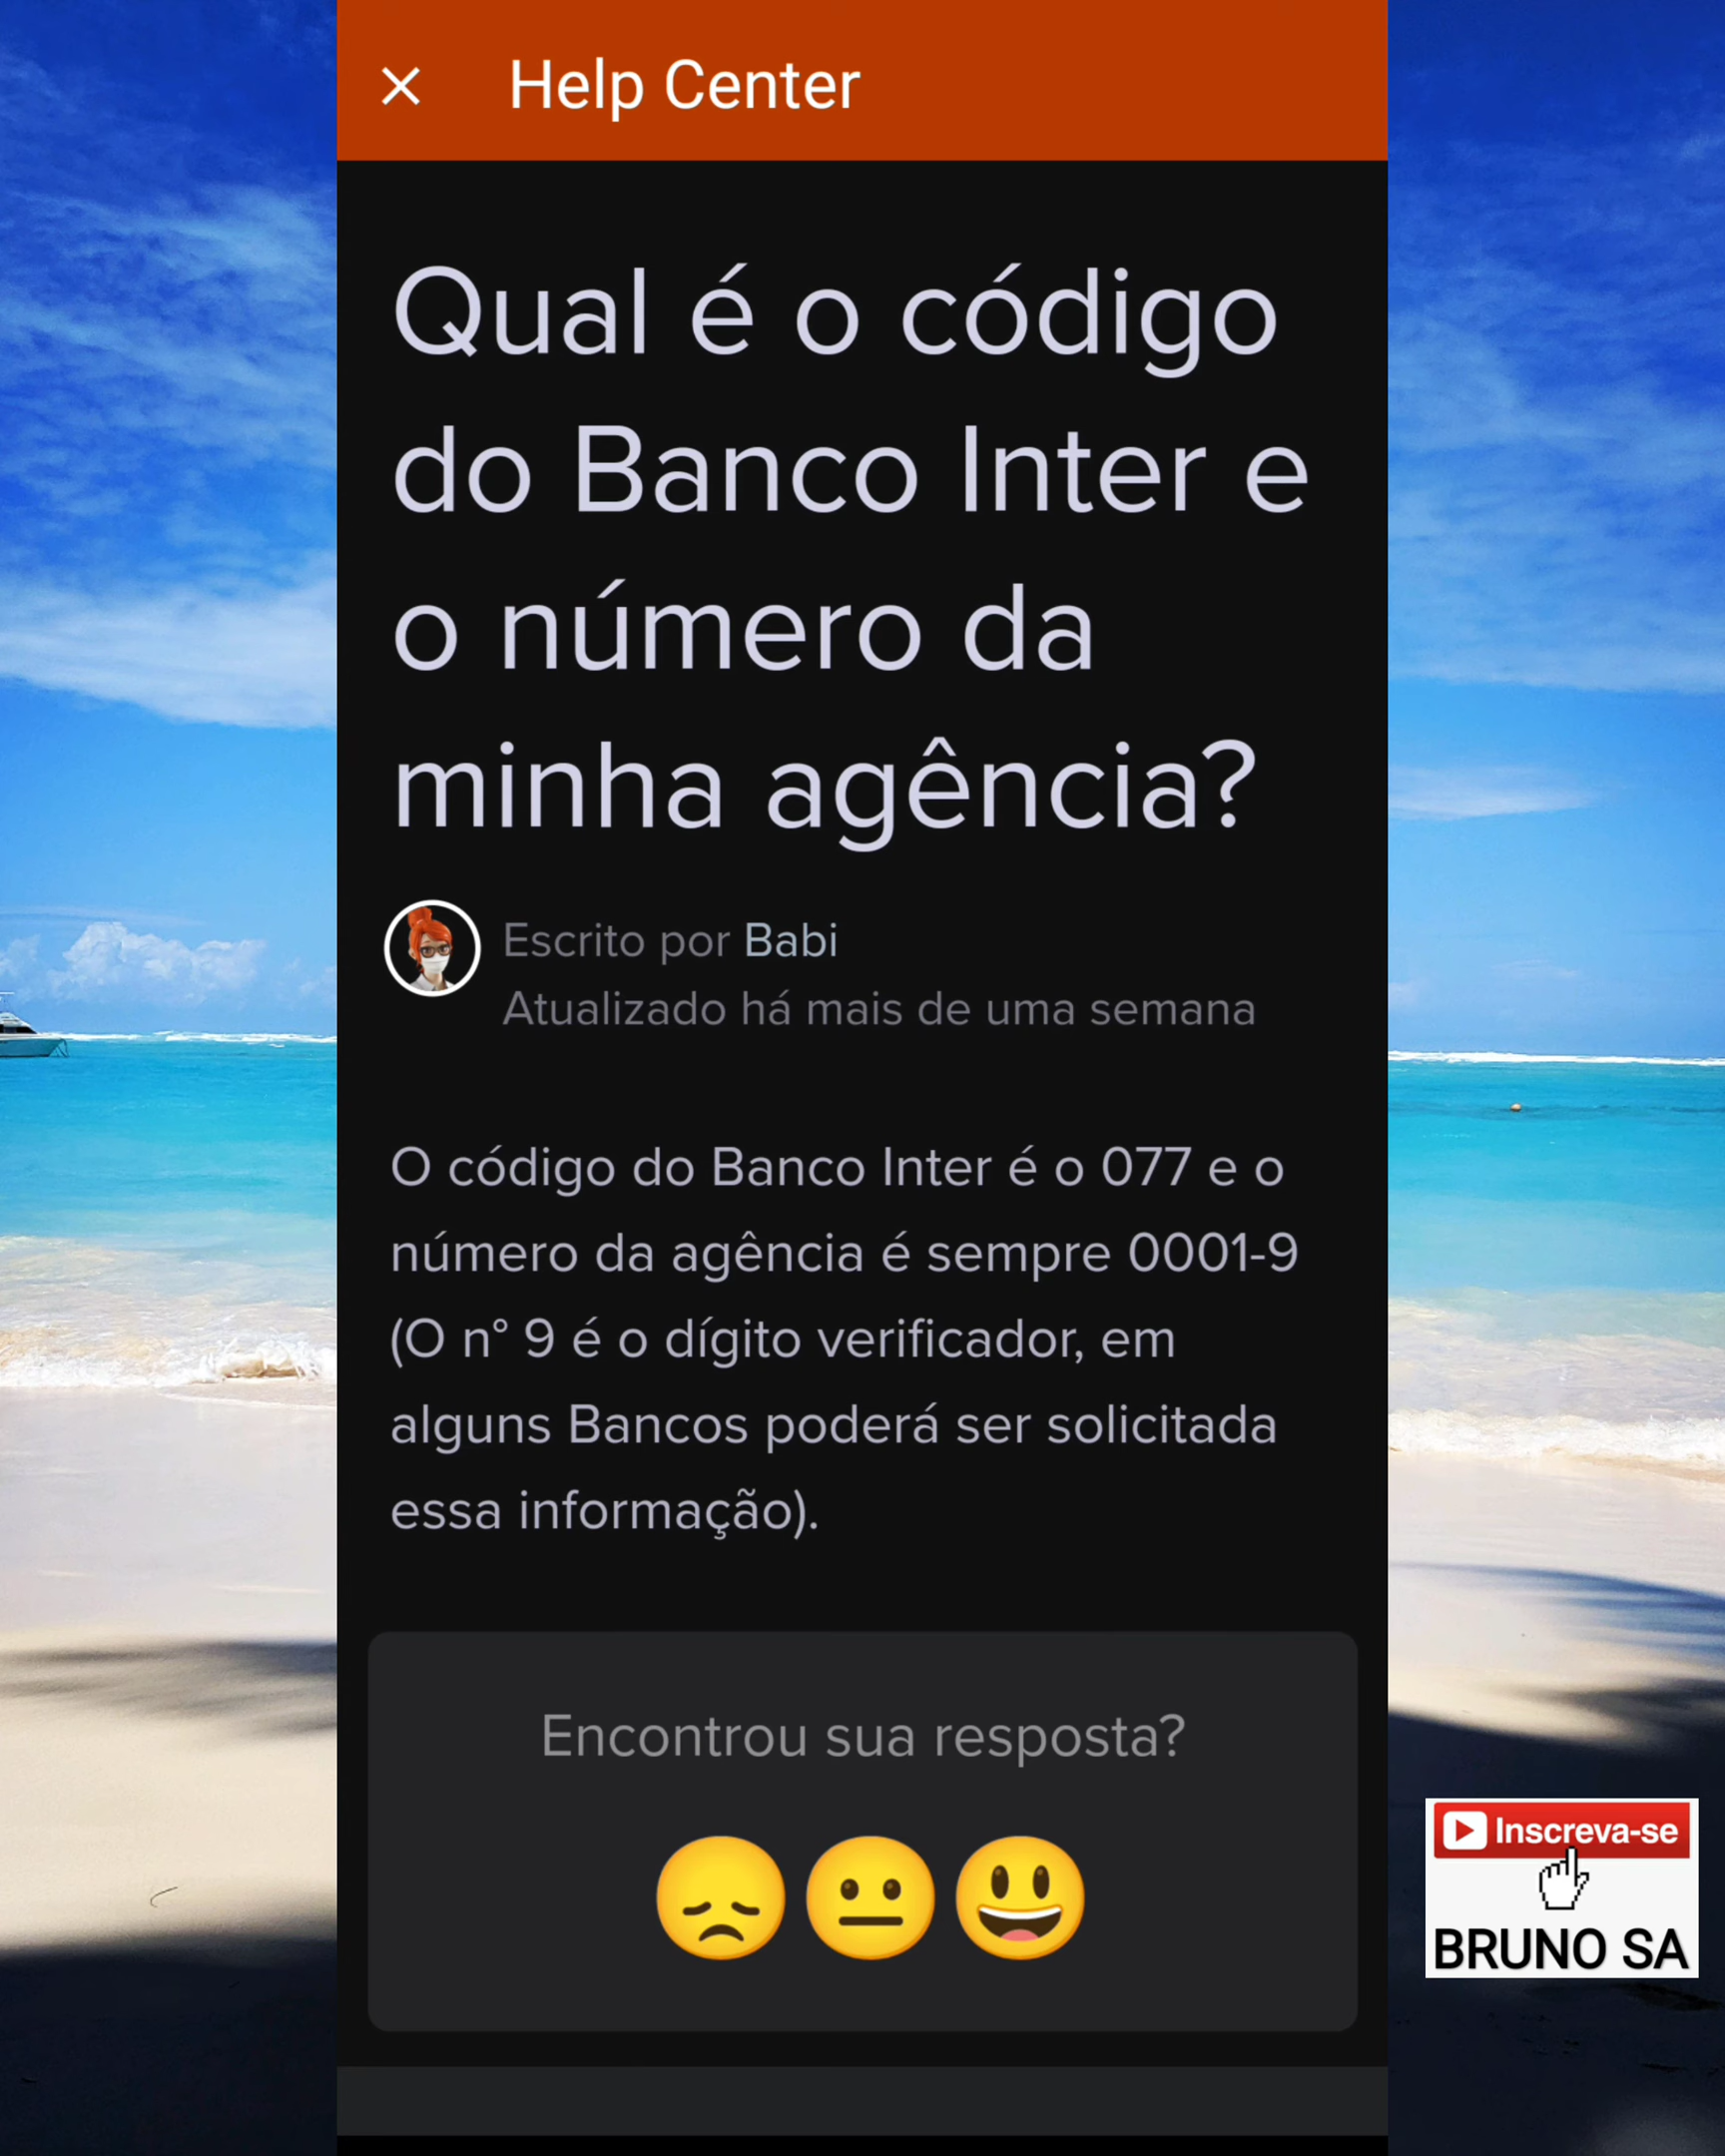 Help Center
Qual é o código
do Banco Inter e
o número da
minha agência?
Escrito por Babi
Atualizado há mais de uma semana
O código do Banco Inter é o 077 e o
número da agência é sempre 0001-9
(O n° 9 é o dígito verificador, em
alguns Bancos poderá ser solicitada
essa informação).
Encontrou sua resposta?
Inscreva-se
BRUNO SA